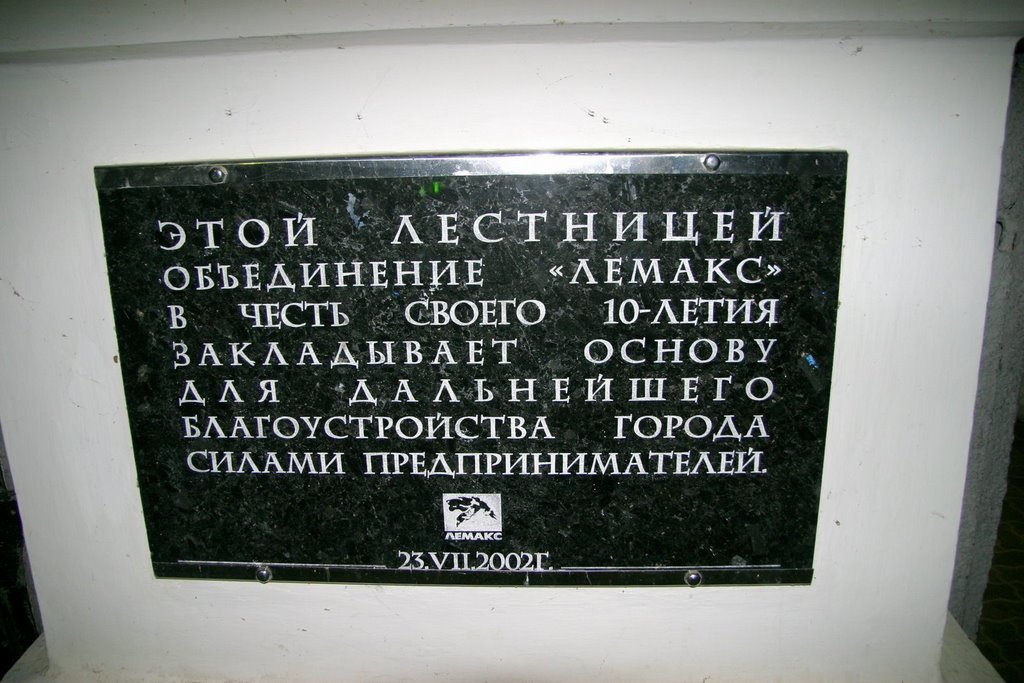 ЭТОЙ ЛЕСТНИЦЕЙ
ОБЪЕДИНЕНИЕ «ЛЕМАКС»
В ЧЕСТЬ СВОЕГО 10-ЛЕТИЯ
ЗАКЛАДЫВАЕТ ОСНОВУ
ДЛЯ ДАЛЬНЕЙШЕГО
БЛАГОУСТРОЙСТВА ГОРОДА
СИЛАМИ ПРЕДПРИНИМАТЕЛЕЙ.
ЛЕМАКС
23.VII.2002Г.